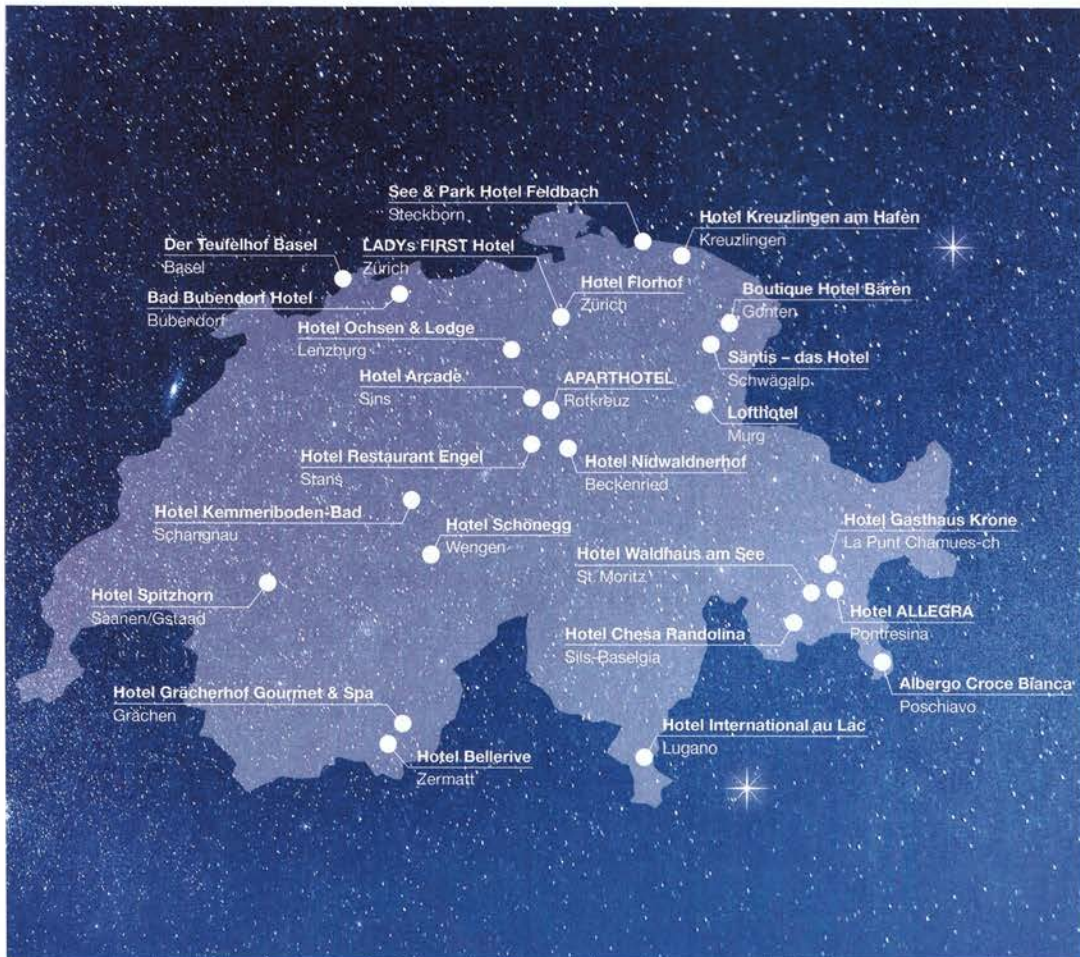 See & Park Hotel Feldbach
Steckborn
Hotel Kreuzlingen am Hafen
Kreuzlingen
Der Teufelhof Basel
Basel
LADYs FIRST Hotel
Zürich
Hotel Florhof
Zürich
Bad Bubendorf Hotel
Bubendorf
Boutique Hotel Bären
Gonten
Hotel Ochsen & Lodge
Lenzburg
Säntis – das Hotel
Schwägalp
Hotel Arcade
Sins
APARTHOTEL
Rotkreuz
Lofthotel
Murg
Hotel Restaurant Engel
Stans
Hotel Nidwaldnerhof
Beckenried
Hotel Kemmeriboden-Bad
Schangnau
Hotel Schönegg
Wengen
Hotel Gasthaus Krone
La Punt Chamues-ch
Hotel Waldhaus am See
St. Moritz
Hotel Spitzhorn
Saanen/Gstaad
Hotel ALLEGRA
Pontresina
Hotel Chesa Randolina
Sils-Baselgia
Albergo Croce Bianca
Poschiavo
Hotel Grächerhof Gourmet & Spa
Grächen
Hotel International au Lac
Lugano
Hotel Bellerive
Zermatt